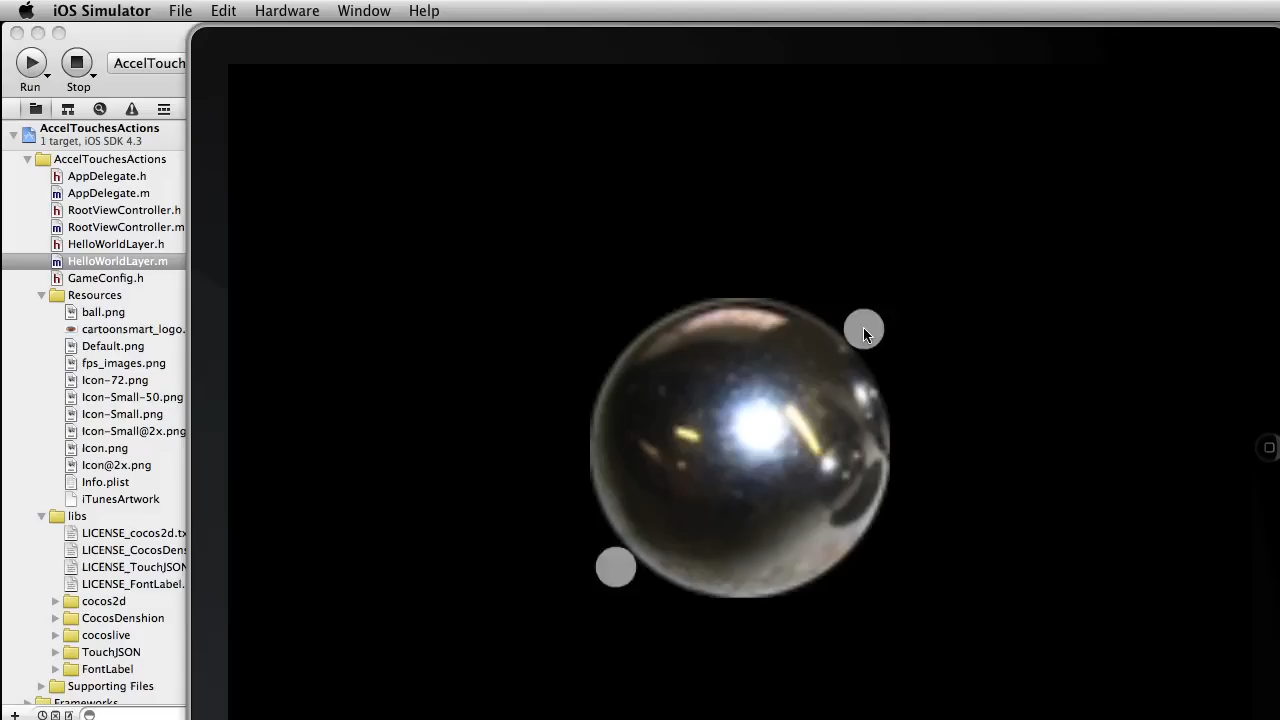 iOS Simulator File Edit Hardware Window Help
AccelTouch
Run Stop
AccelTouchesActions
1 target, iOS SDK 4.3
AccelTouchesActions
AppDelegate.h
AppDelegate.m
RootViewController.h
RootViewController.m
HelloWorldLayer.h
HelloWorldLayer.m
GameConfig.h
Resources
ball.png
cartoonsmart_logo.
Default.png
fps_images.png
Icon-72.png
Icon-Small-50.png
Icon-Small.png
Icon-Small@2x.png
Icon.png
Icon@2x.png
Info.plist
iTunesArtwork
libs
LICENSE_cocos2d.tx
LICENSE_CocosDens
LICENSE_TouchJSON
LICENSE_FontLabel.
cocos2d
CocosDenshion
cocoslive
TouchJSON
FontLabel
Supporting Files
Frameworks